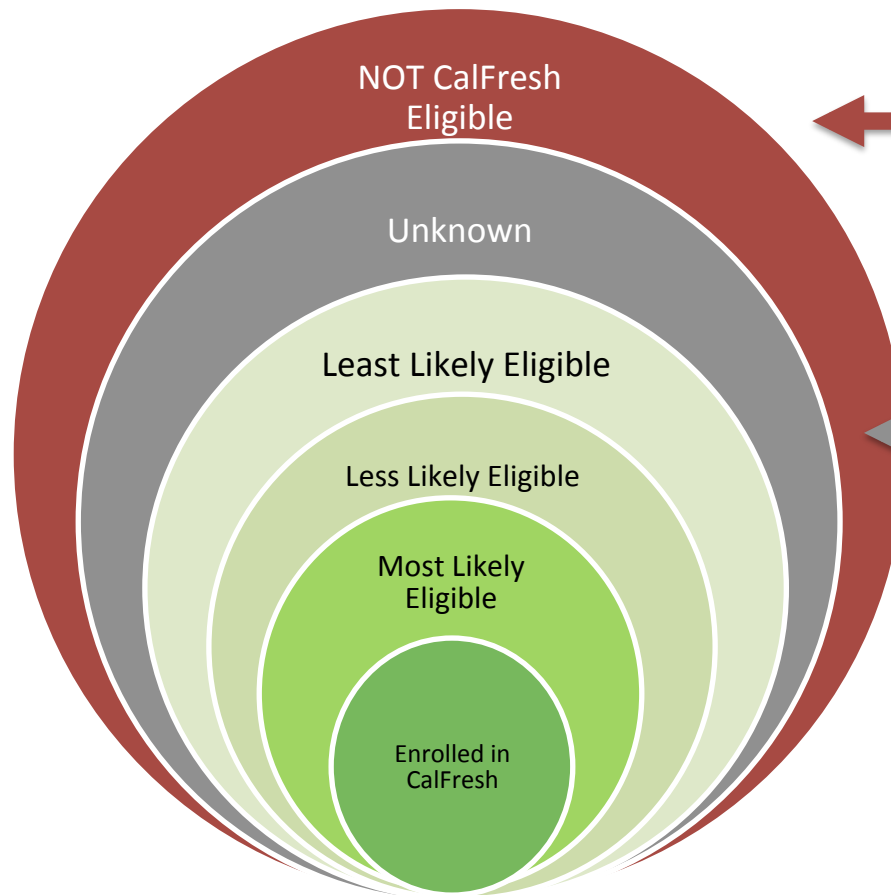 NOT CalFresh
Eligible
Unknown
Least Likely Eligible
Less Likely Eligible
Most Likely
Eligible
Enrolled in
CalFresh